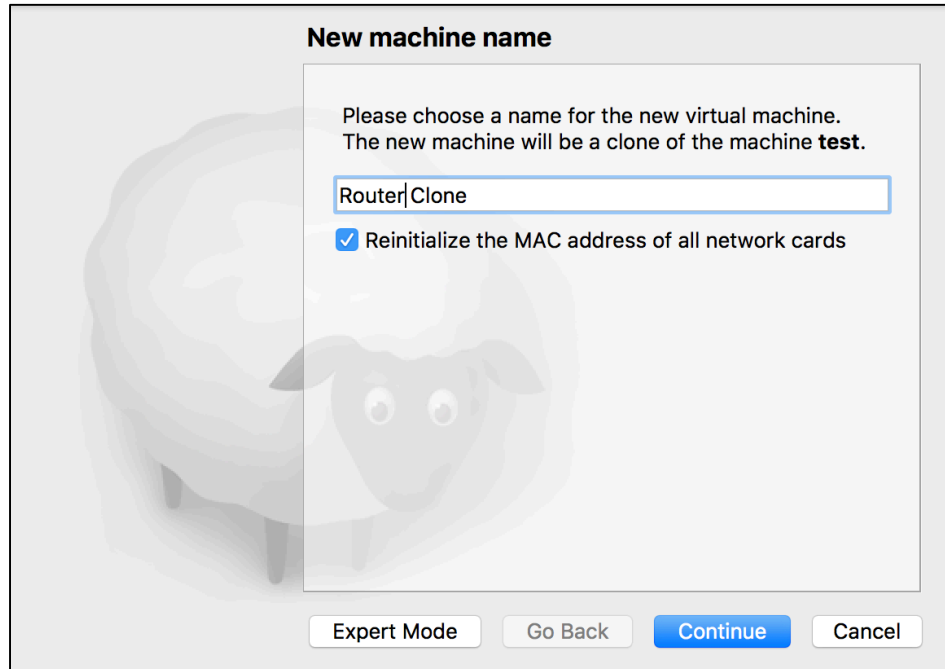 New machine name
Please choose a name for the new virtual machine.
The new machine will be a clone of the machine test.
Router Clone
Reinitialize the MAC address of all network cards
Expert Mode Go Back Continue Cancel